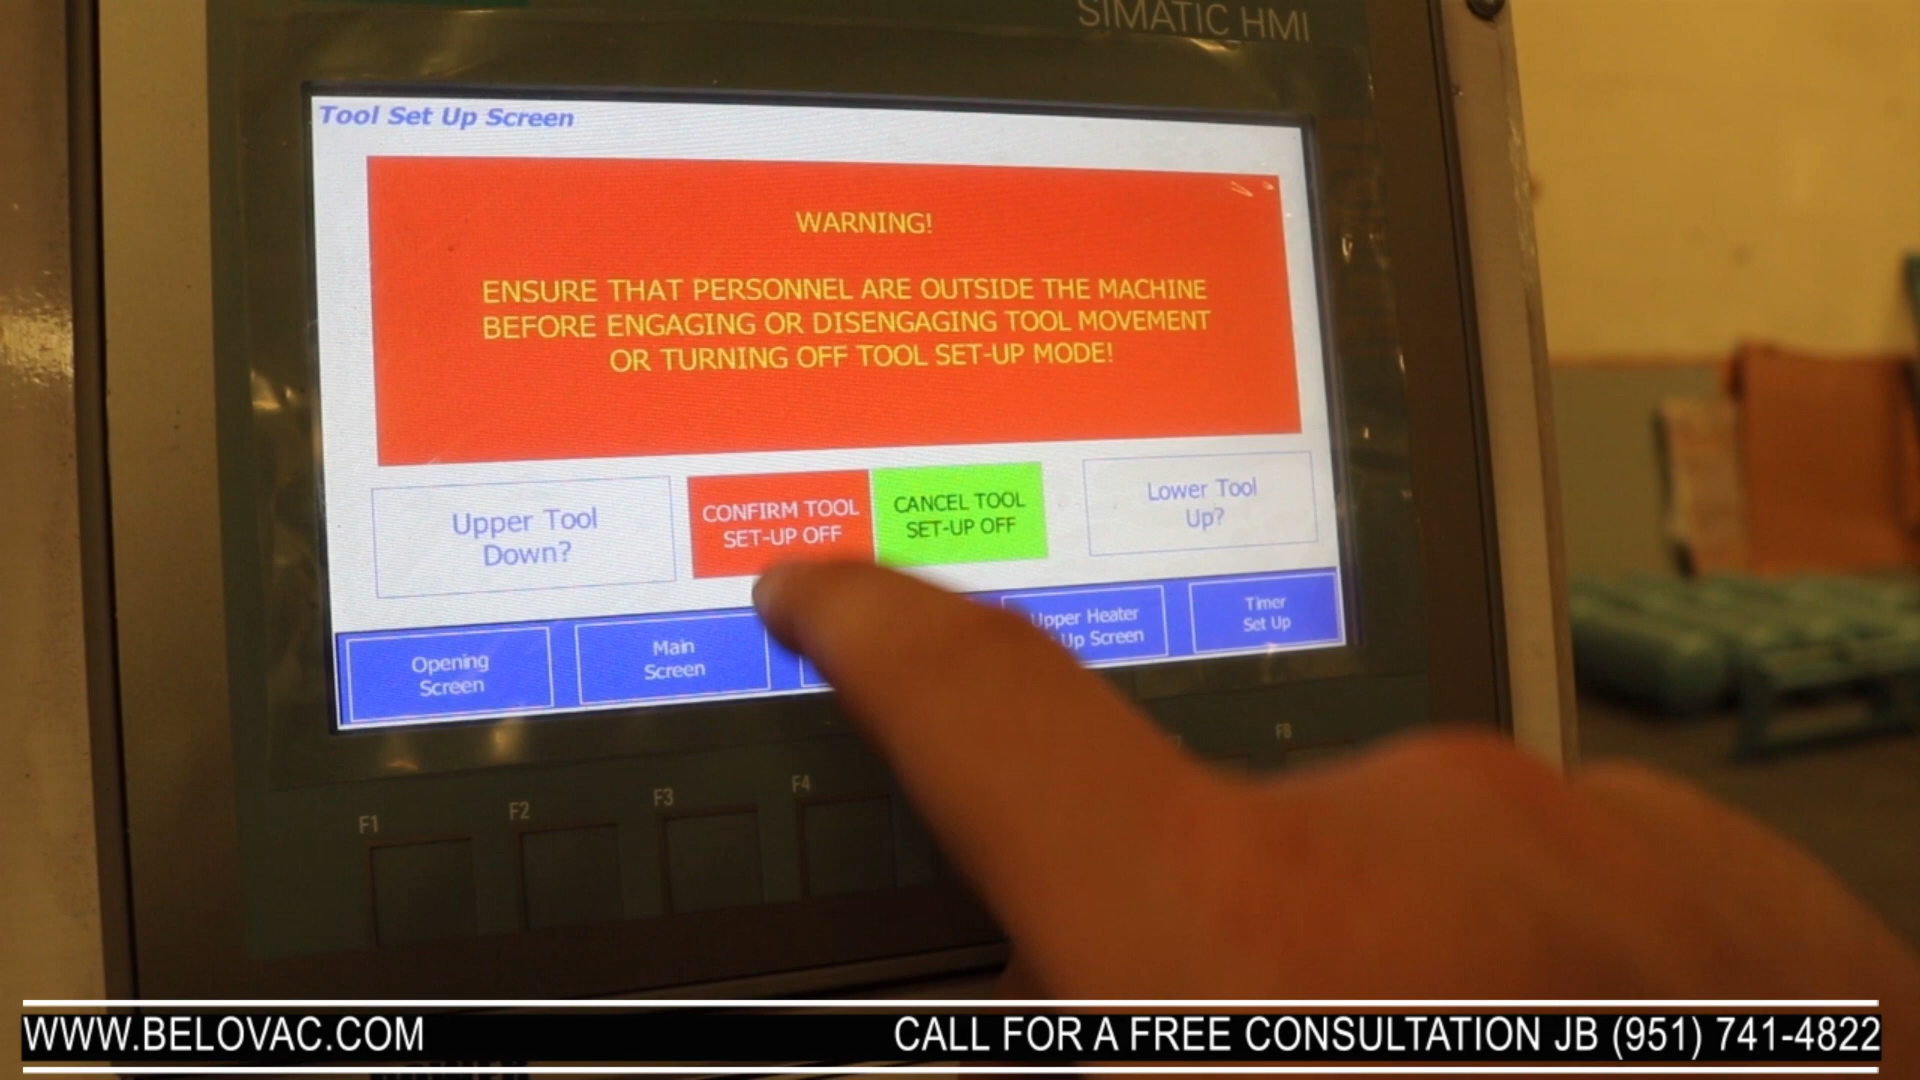 SIMATIC HMI
Tool Set Up Screen
WARNING!
ENSURE THAT PERSONNEL ARE OUTSIDE THE MACHINE
BEFORE ENGAGING OR DISENGAGING TOOL MOVEMENT
OR TURNING OFF TOOL SET-UP MODE!
Upper Tool
Down?
CONFIRM TOOL
SET-UP OFF
CANCEL TOOL
SET-UP OFF
Lower Tool
Up?
Opening
Screen
Main
Screen
Upper Heater
Up Screen
Timer
Set Up
F1
F2
F3
F4
F8
WWW.BELOVAC.COM
CALL FOR A FREE CONSULTATION JB (951) 741-4822